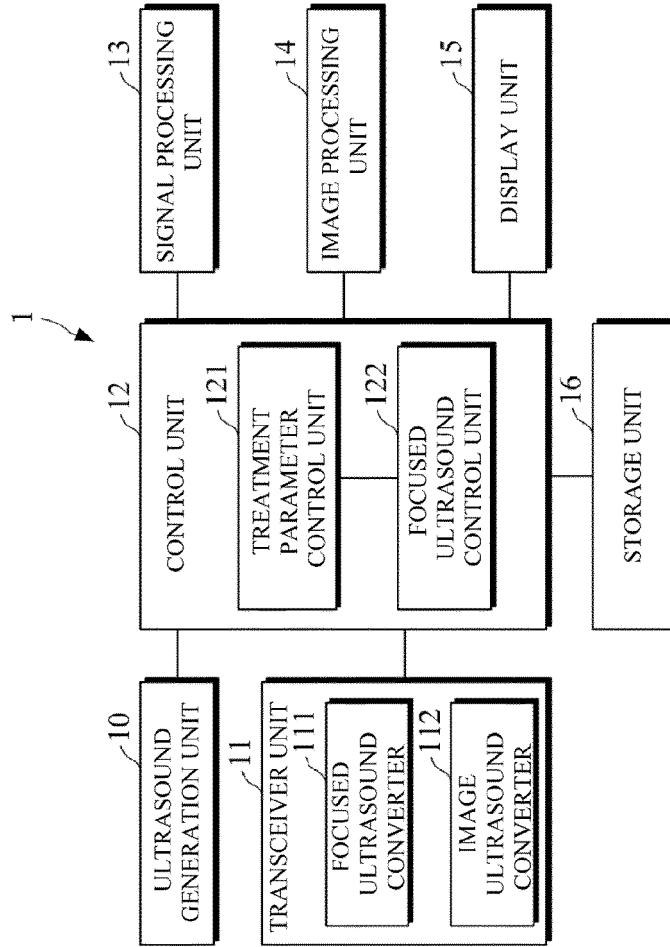 1
10
ULTRASOUND
GENERATION UNIT
11
TRANSCEIVER UNIT
111
FOCUSED
ULTRASOUND
CONVERTER
112
IMAGE
ULTRASOUND
CONVERTER
12
CONTROL UNIT
121
TREATMENT
PARAMETER
CONTROL UNIT
122
FOCUSED
ULTRASOUND
CONTROL UNIT
13
SIGNAL PROCESSING
UNIT
14
IMAGE PROCESSING
UNIT
15
DISPLAY UNIT
16
STORAGE UNIT